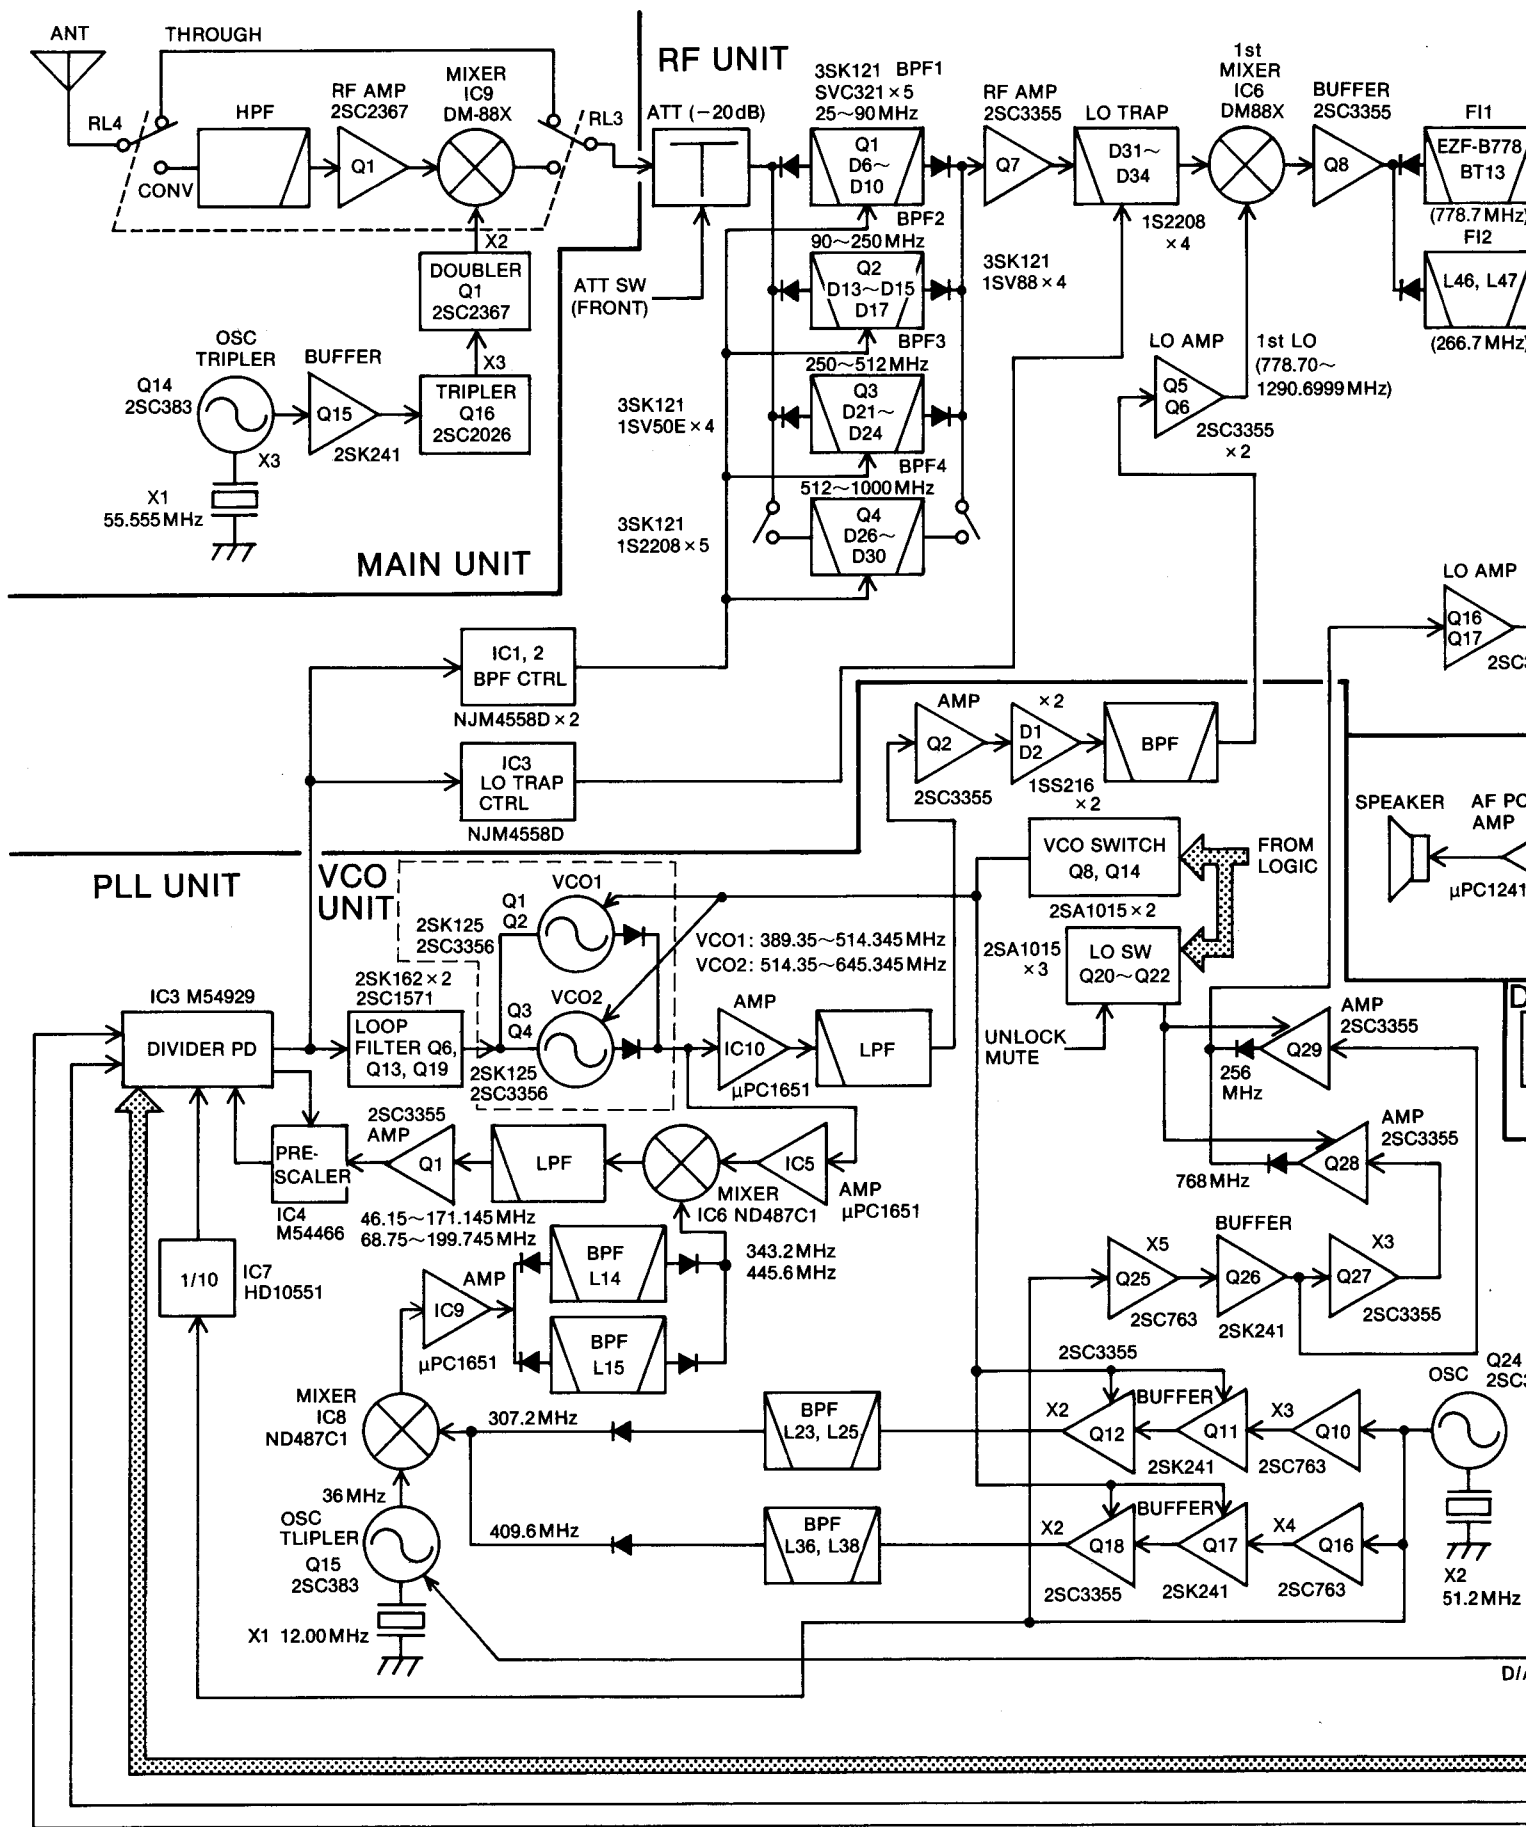 ANT
THROUGH
RL4
CONV
HPF
RF AMP
2SC2367
Q1
MIXER
IC9
DM-88X
RL3
X2
DOUBLER
Q1
2SC2367
X3
OSC
TRIPLER
Q14
2SC383
BUFFER
Q15
2SK241
TRIPLER
Q16
2SC2026
X3
X1
55.555MHz
MAIN UNIT
RF UNIT
ATT (−20dB)
ATT SW
(FRONT)
3SK121 BPF1
SVC321×5
25~90MHz
Q1
D6~
D10
BPF2
90~250MHz
Q2
D13~D15
D17
BPF3
250~512MHz
Q3
D21~
D24
BPF4
512~1000MHz
Q4
D26~
D30
3SK121
1SV88×4
3SK121
1SV50E×4
3SK121
1S2208×5
RF AMP
2SC3355
Q7
LO TRAP
D31~
D34
1S2208
×4
1st
MIXER
IC6
DM88X
BUFFER
2SC3355
Q8
FI1
EZF-B778
BT13
(778.7MHz)
FI2
L46, L47
(266.7MHz)
LO AMP
Q5
Q6
2SC3355
×2
1st LO
(778.70~
1290.6999MHz)
LO AMP
Q16
Q17
IC1, 2
BPF CTRL
NJM4558D×2
IC3
LO TRAP
CTRL
NJM4558D
AMP
Q2
2SC3355
×2
D1
D2
1SS216
×2
BPF
SPEAKER
AMP
μPC1241
VCO SWITCH
Q8, Q14
2SA1015×2
FROM
LOGIC
2SA1015
×3
LO SW
Q20~Q22
UNLOCK
MUTE
PLL UNIT
VCO
UNIT
VCO1
Q1
Q2
2SK125
2SC3356
VCO1: 389.35~514.345MHz
VCO2: 514.35~645.345MHz
VCO2
Q3
Q4
2SK125
2SC3356
IC3 M54929
DIVIDER PD
2SK162×2
2SC1571
LOOP
FILTER Q6,
Q13, Q19
AMP
IC10
μPC1651
LPF
AMP
2SC3355
Q29
256
MHz
AMP
2SC3355
Q28
768MHz
PRE-
SCALER
IC4
M54466
2SC3355
AMP
Q1
LPF
46.15~171.145MHz
68.75~199.745MHz
MIXER
IC6 ND487C1
IC5
AMP
μPC1651
1/10
IC7
HD10551
AMP
IC9
μPC1651
BPF
L14
BPF
L15
343.2MHz
445.6MHz
BUFFER
X5
Q25
2SC763
Q26
2SK241
X3
Q27
2SC3355
MIXER
IC8
ND487C1
307.2MHz
BPF
L23, L25
2SC3355
X2
Q12
BUFFER
Q11
2SK241
X3
Q10
2SC763
OSC
Q24
36MHz
OSC
TLIPLER
Q15
2SC383
X1 12.00MHz
409.6MHz
BPF
L36, L38
X2
Q18
2SC3355
BUFFER
Q17
2SK241
X4
Q16
2SC763
X2
51.2MHz